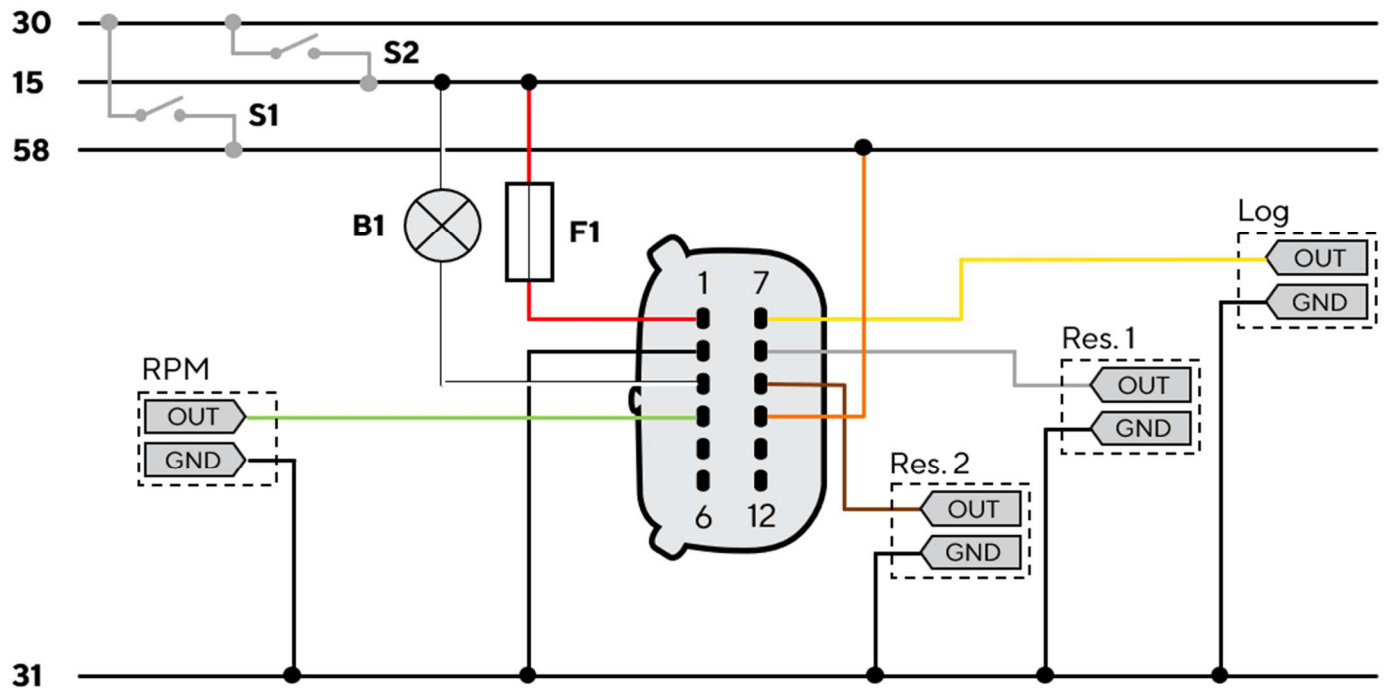 30
S2
15
S1
58
B1
F1
Log
OUT
GND
1 7
Res. 1
OUT
GND
RPM
OUT
GND
Res. 2
OUT
GND
6 12
31